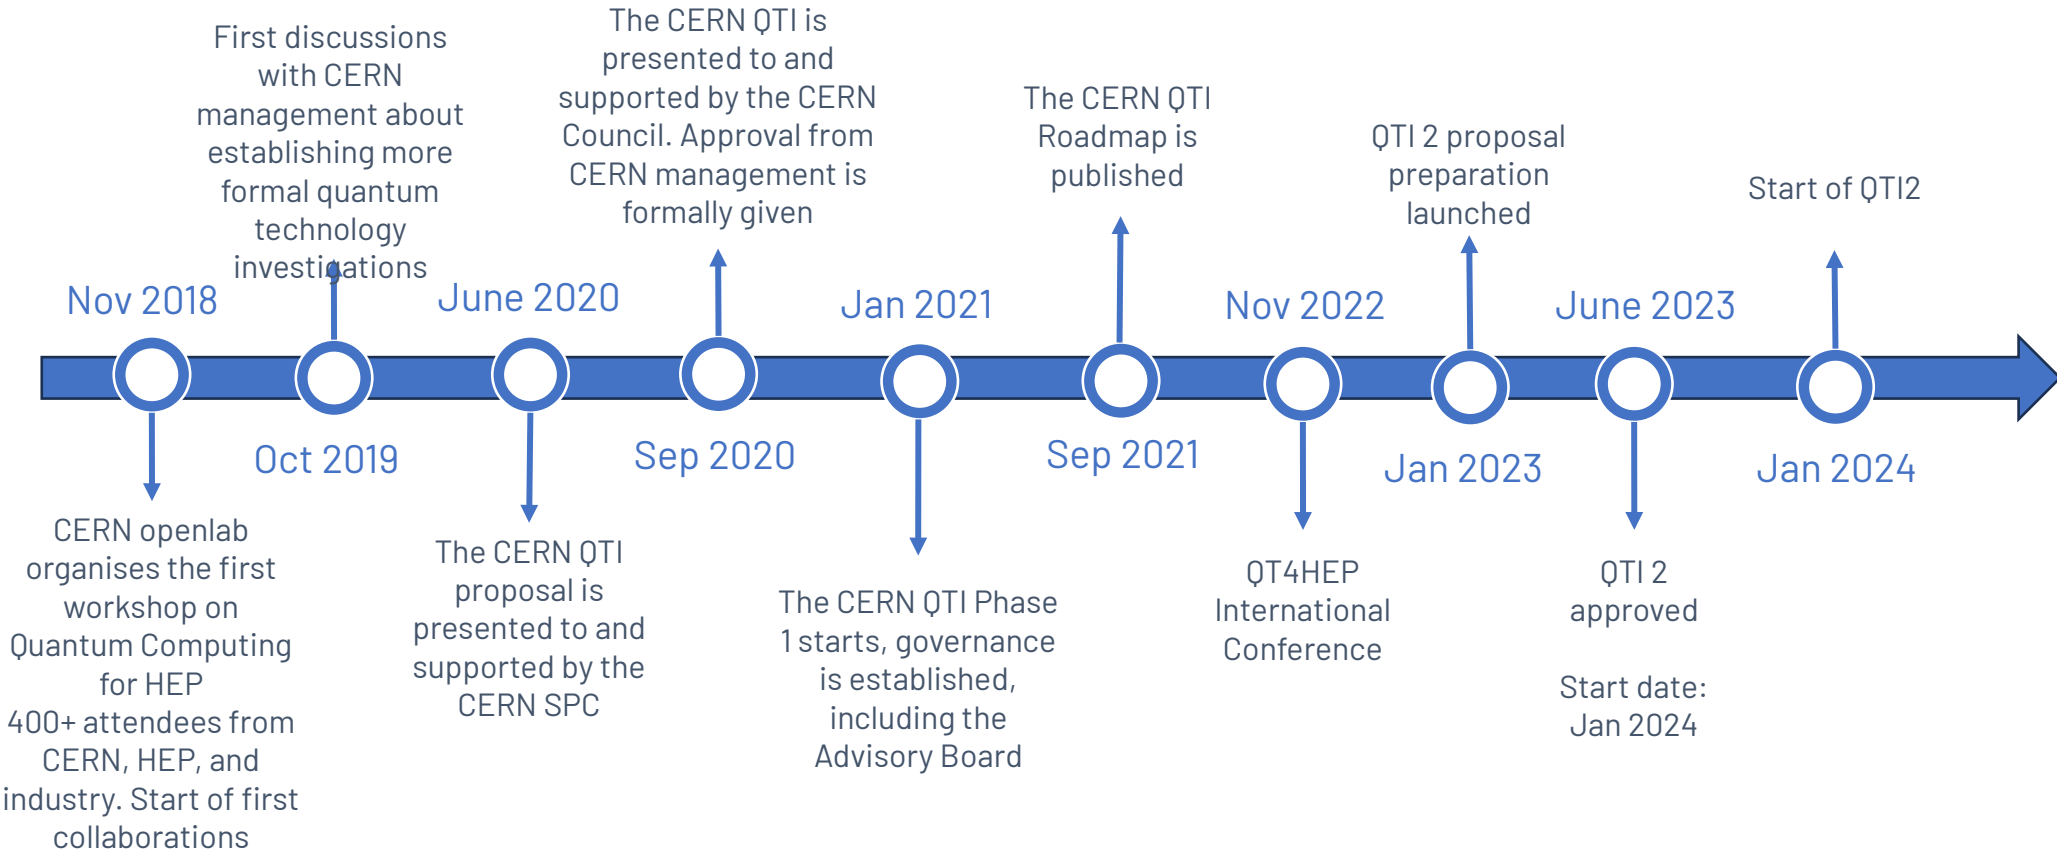 Nov 2018
CERN openlab
organises the first
workshop on
Quantum Computing
for HEP
400+ attendees from
CERN, HEP, and
industry. Start of first
collaborations
First discussions
with CERN
management about
establishing more
formal quantum
technology
investigations
Oct 2019
June 2020
The CERN QTI
proposal is
presented to and
supported by the
CERN SPC
The CERN QTI is
presented to and
supported by the CERN
Council. Approval from
CERN management is
formally given
Sep 2020
Jan 2021
The CERN QTI Phase
1 starts, governance
is established,
including the
Advisory Board
The CERN QTI
Roadmap is
published
Sep 2021
Nov 2022
QT4HEP
International
Conference
QTI 2 proposal
preparation
launched
Jan 2023
June 2023
QTI 2
approved
Start date:
Jan 2024
Start of QTI2
Jan 2024